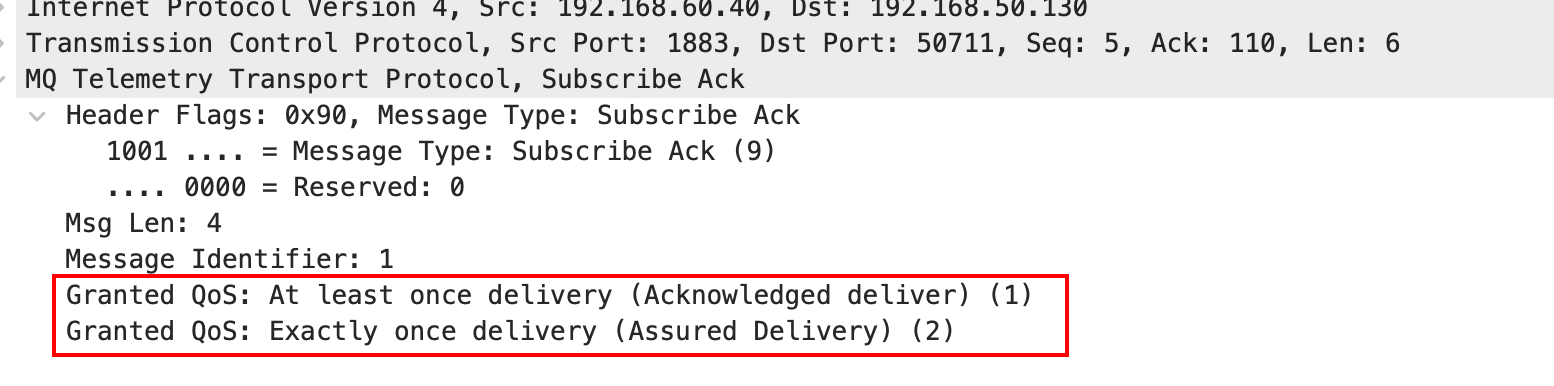 Internet Protocol Version 4, Src: 192.168.60.40, Dst: 192.168.50.130
Transmission Control Protocol, Src Port: 1883, Dst Port: 50711, Seq: 5, Ack: 110, Len: 6
MQ Telemetry Transport Protocol, Subscribe Ack
Header Flags: 0x90, Message Type: Subscribe Ack
1001 .... = Message Type: Subscribe Ack (9)
.... 0000 = Reserved: 0
Msg Len: 4
Message Identifier: 1
Granted QoS: At least once delivery (Acknowledged deliver) (1)
Granted QoS: Exactly once delivery (Assured Delivery) (2)